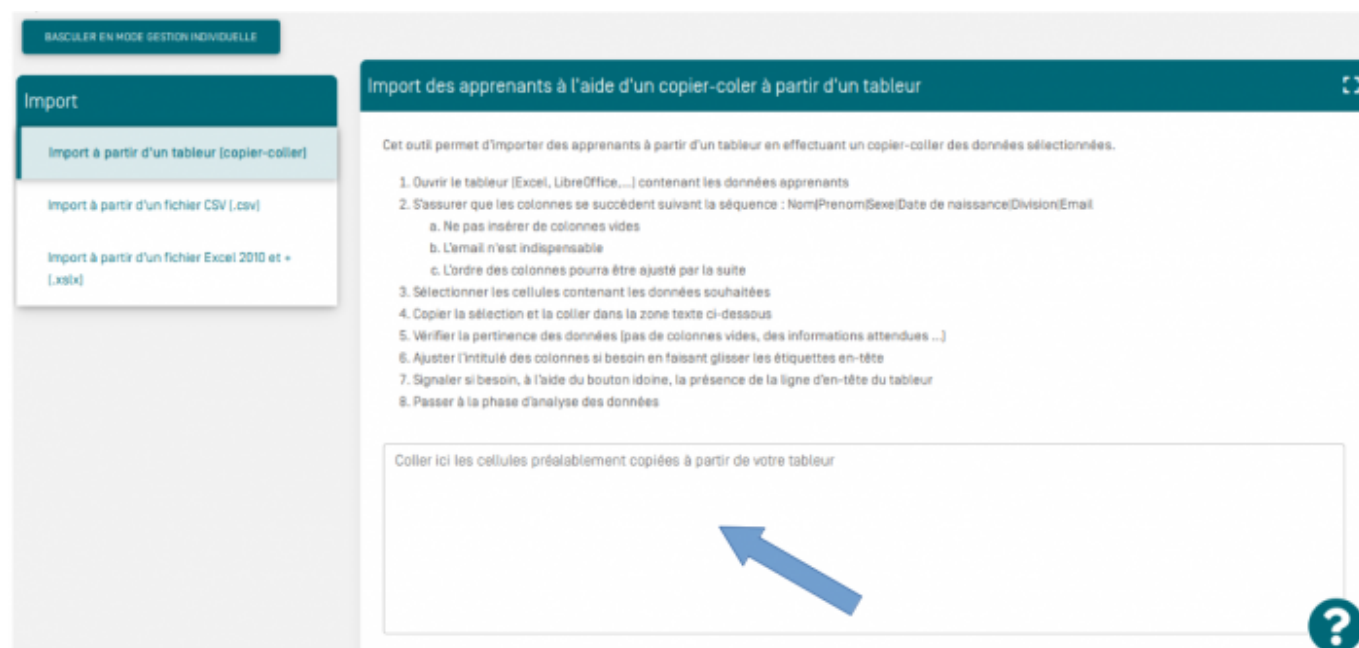 BASCULER EN MODE GESTION INDIVIDUELLE
Import
Import à partir d'un tableur (copier-coller)
Import à partir d'un fichier CSV (.csv)
Import à partir d'un fichier Excel 2010 et +
(.xslx)
Import des apprenants à l'aide d'un copier-coler à partir d'un tableur
Cet outil permet d'importer des apprenants à partir d'un tableur en effectuant un copier-coller des données sélectionnées.
1. Ouvrir le tableur (Excel, LibreOffice,...) contenant les données apprenants
2. S'assurer que les colonnes se succèdent suivant la séquence : Nom|Prenom|Sexe|Date de naissance|Division|Email
a. Ne pas insérer de colonnes vides
b. L'email n'est indispensable
c. L'ordre des colonnes pourra être ajusté par la suite
3. Sélectionner les cellules contenant les données souhaitées
4. Copier la sélection et la coller dans la zone texte ci-dessous
5. Vérifier la pertinence des données (pas de colonnes vides, des informations attendues ...)
6. Ajuster l'intitulé des colonnes si besoin en faisant glisser les étiquettes en-tête
7. Signaler si besoin, à l'aide du bouton idoine, la présence de la ligne d'en-tête du tableur
8. Passer à la phase d'analyse des données
Coller ici les cellules préalablement copiées à partir de votre tableur
?